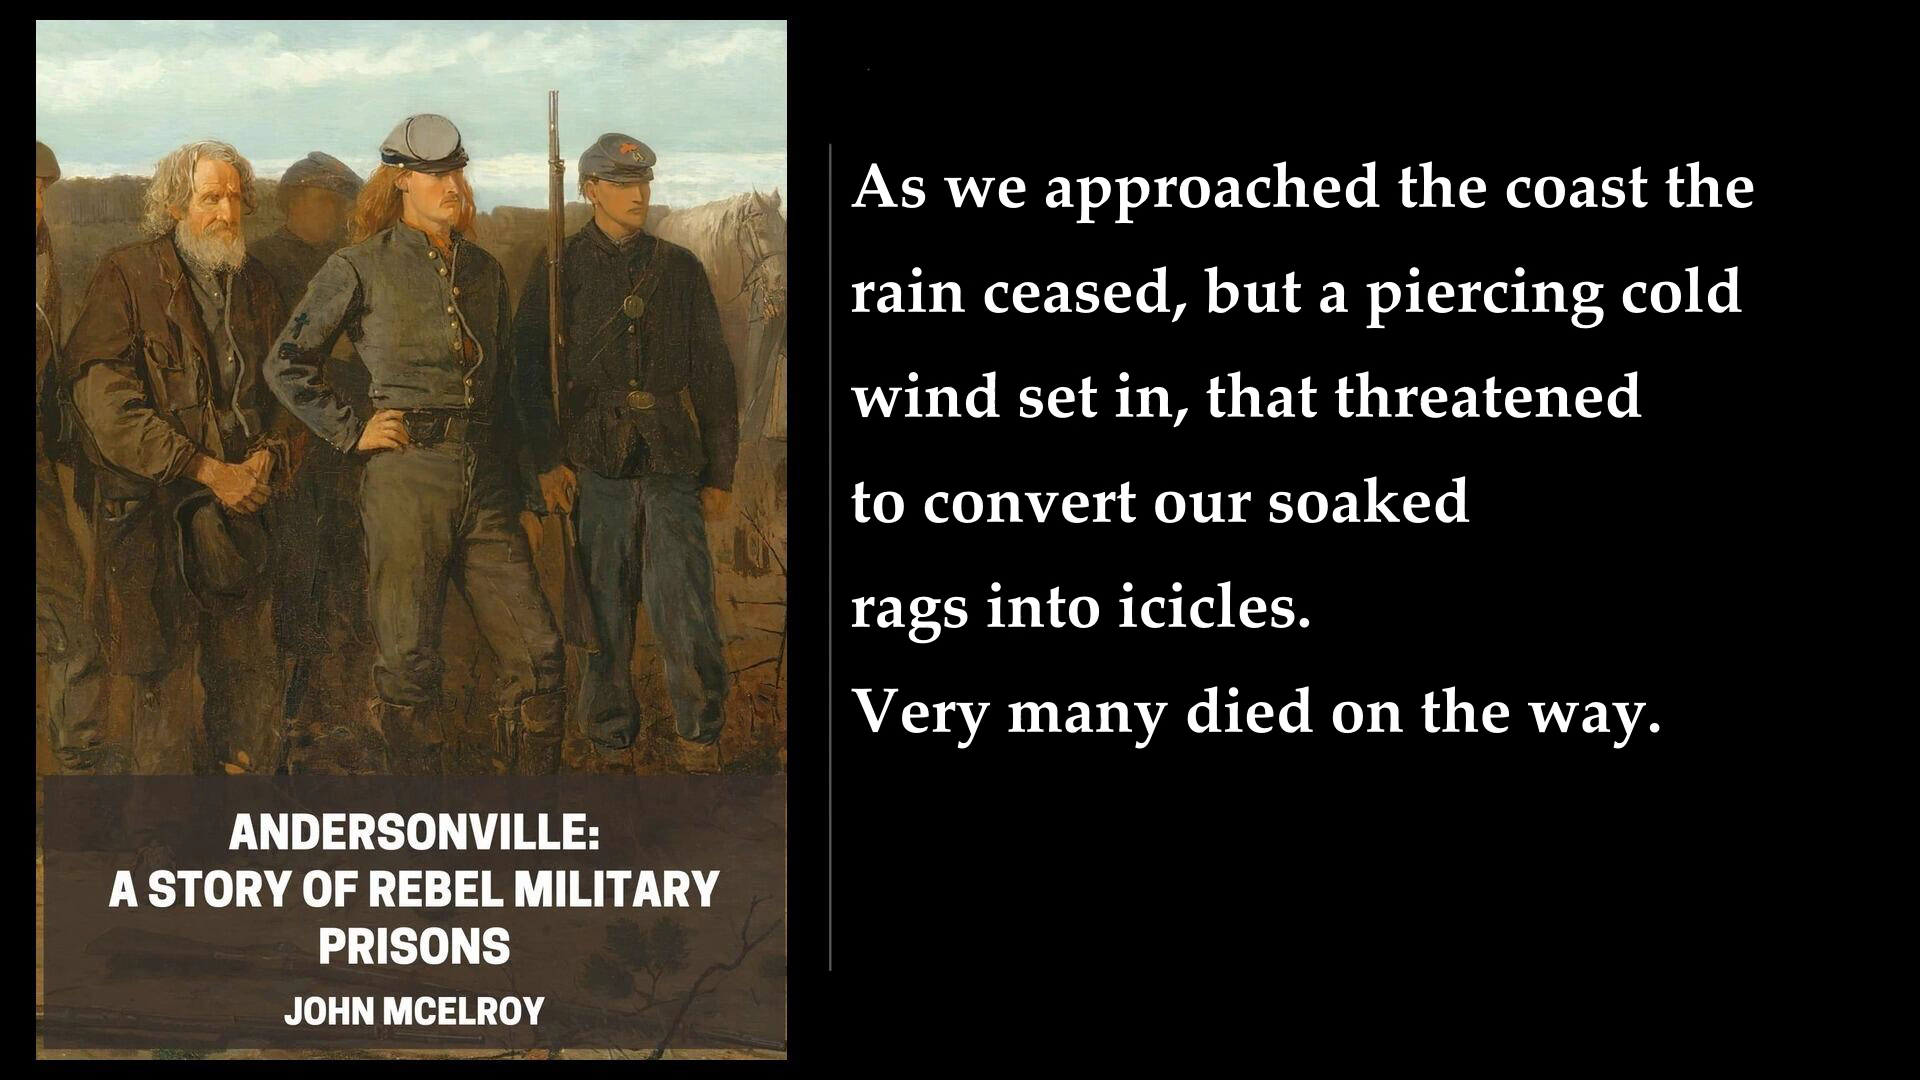 As we approached the coast the
rain ceased, but a piercing cold
wind set in, that threatened
to convert our soaked
rags into icicles.
Very many died on the way.
ANDERSONVILLE:
A STORY OF REBEL MILITARY
PRISONS
JOHN MCELROY